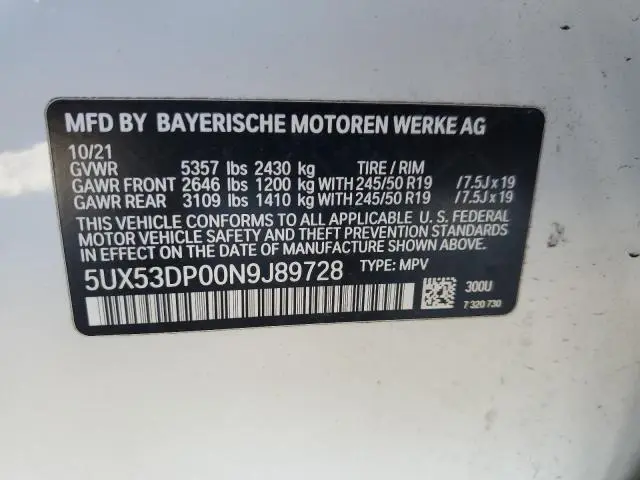 MFD BY BAYERISCHE MOTOREN WERKE AG
10/21
GVWR 5357 lbs 2430 kg TIRE / RIM
GAWR FRONT 2646 lbs 1200 kg WITH 245/50 R19 /7.5J x 19
GAWR REAR 3109 lbs 1410 kg WITH 245/50 R19 /7.5J x 19
THIS VEHICLE CONFORMS TO ALL APPLICABLE U. S. FEDERAL
MOTOR VEHICLE SAFETY AND THEFT PREVENTION STANDARDS
IN EFFECT ON THE DATE OF MANUFACTURE SHOWN ABOVE.
5UX53DP00N9J89728 TYPE: MPV
300U
7 320 730